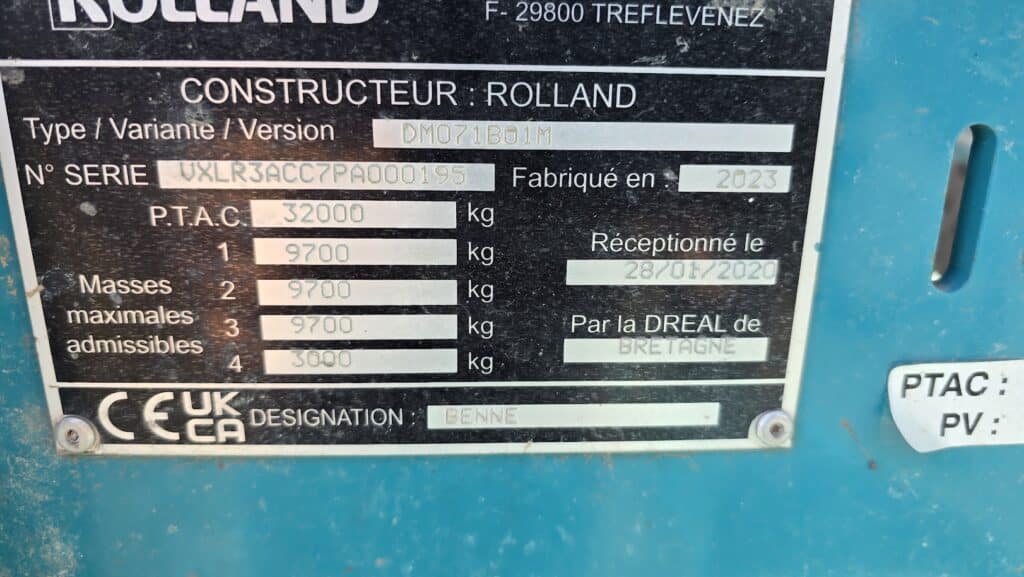 ROLLAND
F- 29800 TREFLEVENEZ
CONSTRUCTEUR : ROLLAND
Type / Variante / Version DM071B01M
N° SERIE VXLR3ACC7PA000195 Fabriqué en : 2023
P.T.A.C. 32000 kg
1 9700 kg
Réceptionné le
28/01/2020
Masses
maximales
admissibles
2 9700 kg
3 9700 kg
4 3000 kg
Par la DREAL de
BRETAGNE
CE UK
CA
DESIGNATION : BENNE
PTAC :
PV :